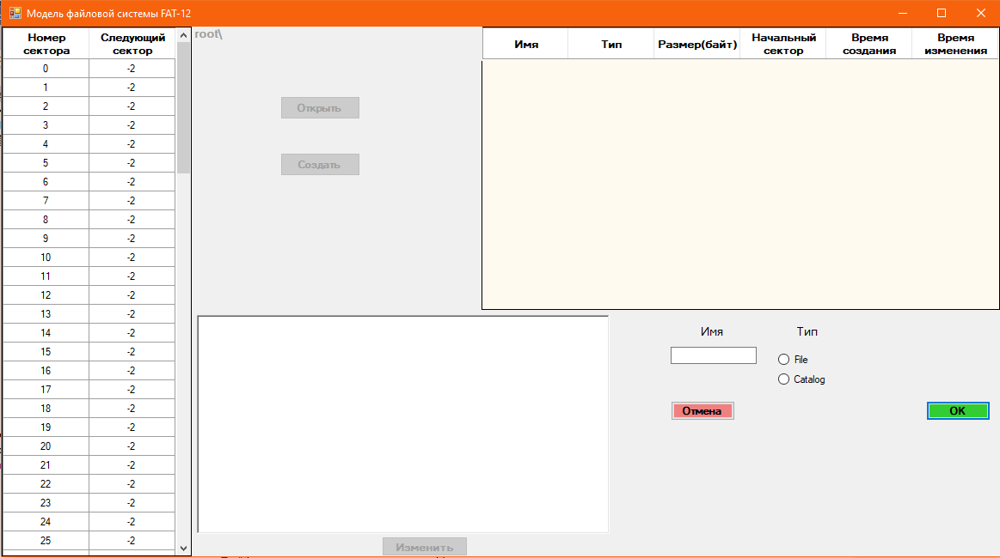 Модель файловой системы FAT-12
Номер сектора Следующий сектор
0 -2
1 -2
2 -2
3 -2
4 -2
5 -2
6 -2
7 -2
8 -2
9 -2
10 -2
11 -2
12 -2
13 -2
14 -2
15 -2
16 -2
17 -2
18 -2
19 -2
20 -2
21 -2
22 -2
23 -2
24 -2
25 -2
root\
Открыть
Создать
Имя Тип Размер(байт) Начальный сектор Время создания Время изменения
Изменить
Имя Тип
File
Catalog
Отмена OK